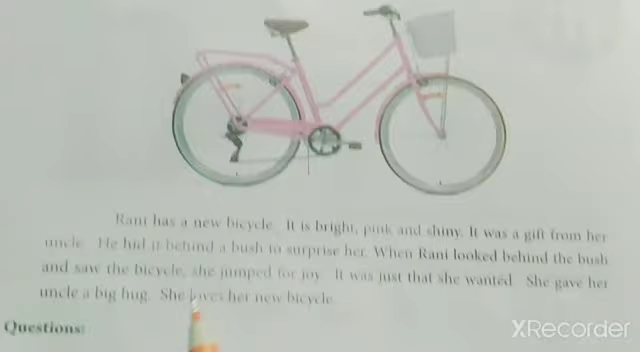 Rani has a new bicycle. It is bright, pink and shiny. It was a gift from her
uncle. He hid it behind a bush to surprise her. When Rani looked behind the bush
and saw the bicycle, she jumped for joy. It was just that she wanted. She gave her
uncle a big hug. She loves her new bicycle.
Questions:
XRecorder